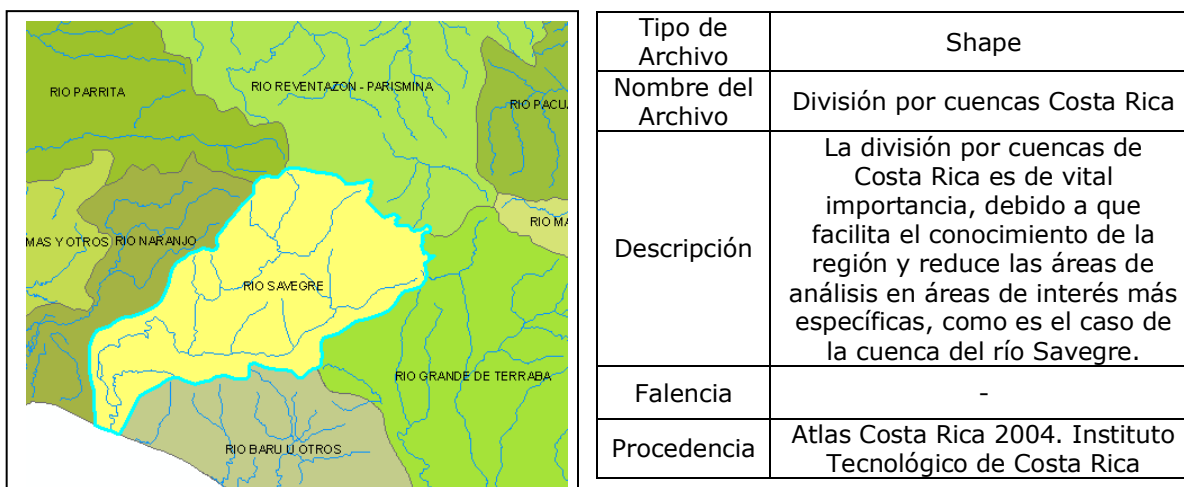 RIO PARRITA
RIO REVENTAZON - PARISMINA
RIO PACU
MAS Y OTROS
RIO NARANJO
RIO MA
RIO SAVEGRE
RIO GRANDE DE TERRABA
RIO BARU U OTROS
Tipo de
Archivo
Shape
Nombre del
Archivo
División por cuencas Costa Rica
Descripción
La división por cuencas de
Costa Rica es de vital
importancia, debido a que
facilita el conocimiento de la
región y reduce las áreas de
análisis en áreas de interés más
específicas, como es el caso de
la cuenca del río Savegre.
Falencia
-
Procedencia
Atlas Costa Rica 2004. Instituto
Tecnológico de Costa Rica